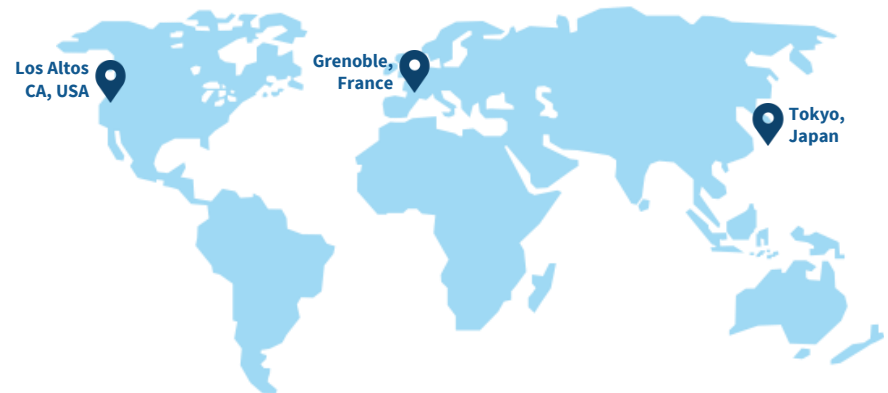 Los Altos
CA, USA
Grenoble,
France
Tokyo,
Japan